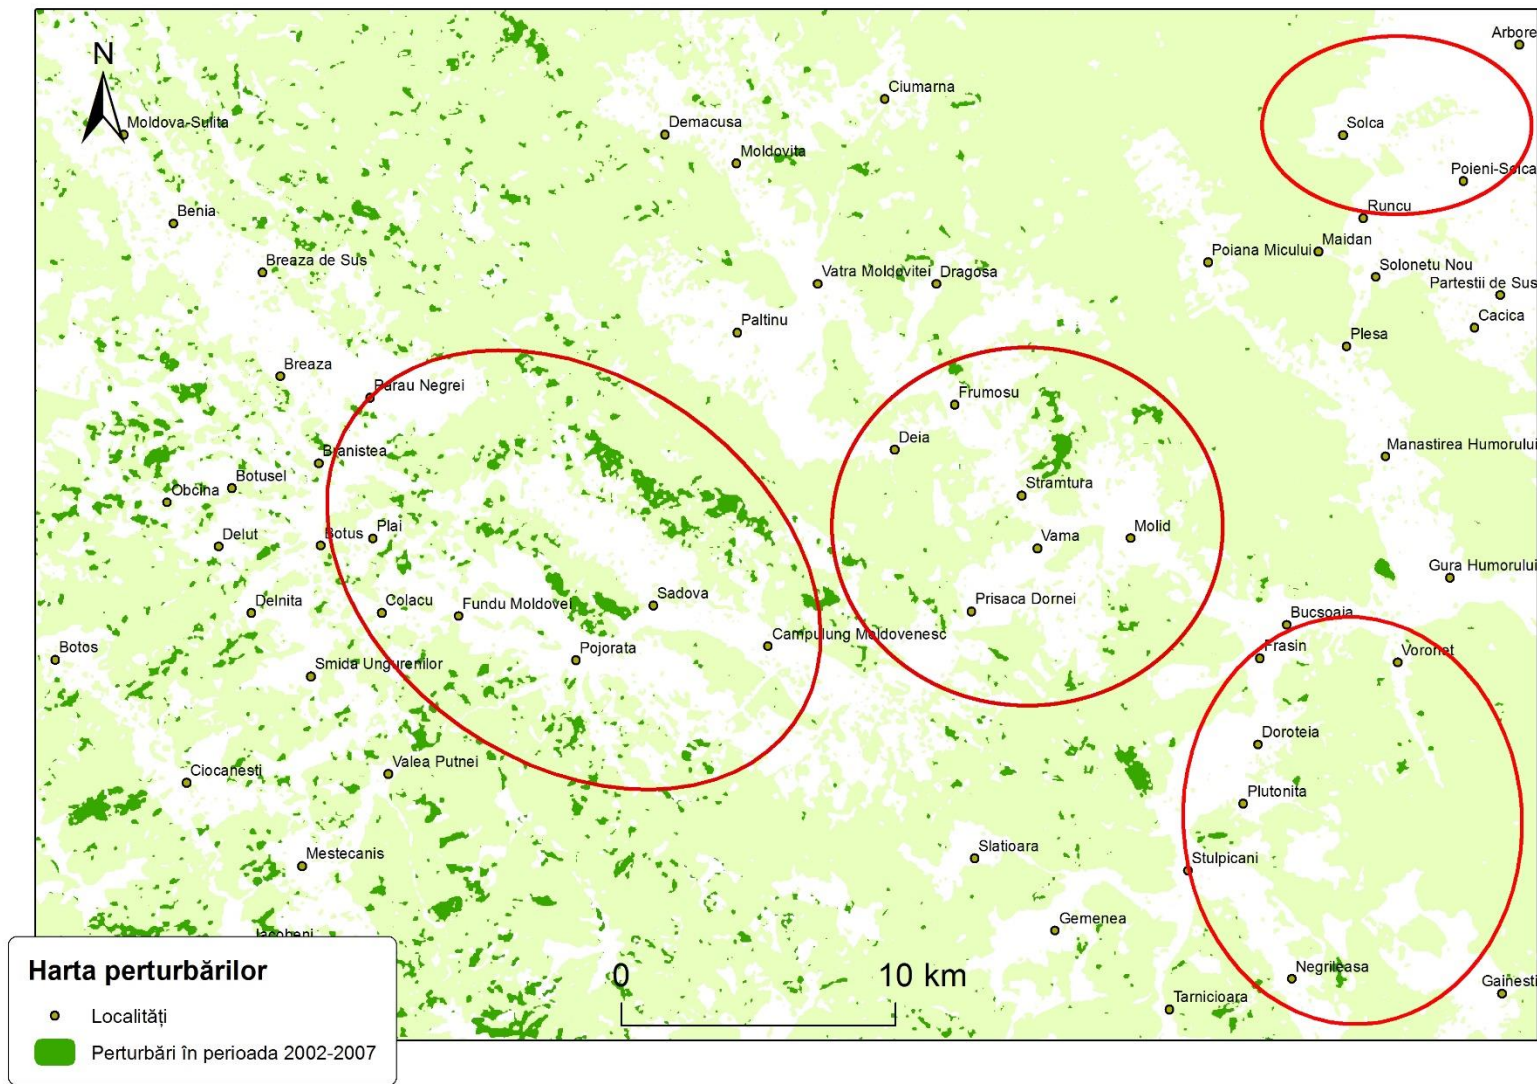 N
Arbore
Ciumarna
Moldova-Sulita
Demacusa
Solca
Moldovita
Poieni-Solca
Benia
Runcu
Maidan
Poiana Micului
Solonetu Nou
Breaza de Sus
Vatra Moldovitei
Dragosa
Partestii de Sus
Cacica
Paltinu
Plesa
Breaza
Parau Negrei
Frumosu
Deia
Manastirea Humorului
Branistea
Botusel
Obcina
Stramtura
Plai
Delut
Botus
Vama
Molid
Gura Humorului
Delnita
Colacu
Fundu Moldovei
Sadova
Prisaca Dornei
Bucsoaia
Campulung Moldovenesc
Botos
Smida Ungurenilor
Pojorata
Frasin
Voronet
Doroteia
Valea Putnei
Ciocanesti
Plutonita
Mestecanis
Slatioara
Stulpicani
Gemenea
Iacobeni
Negrileasa
Gainesti
Tarnicioara
0 10 km
Harta perturbărilor
Localități
Perturbări în perioada 2002-2007